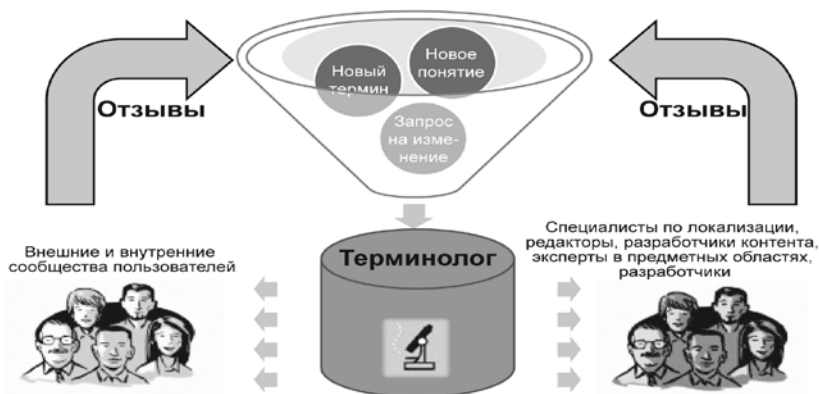 Новое
понятие
Новый
термин
Отзывы
Отзывы
Запрос
на изме-
нение
Внешние и внутренние
сообщества пользователей
Терминолог
Специалисты по локализации,
редакторы, разработчики контента,
эксперты в предметных областях,
разработчики